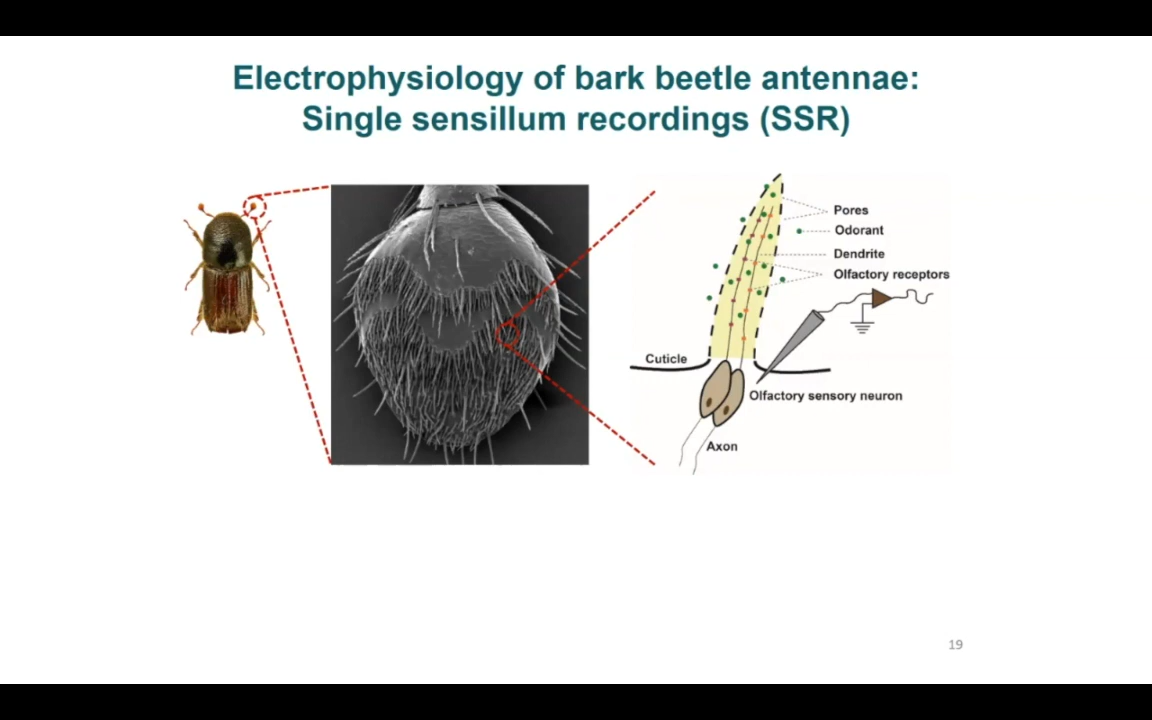 Electrophysiology of bark beetle antennae:
Single sensillum recordings (SSR)
Pores
Odorant
Dendrite
Olfactory receptors
Cuticle
Olfactory sensory neuron
Axon
19